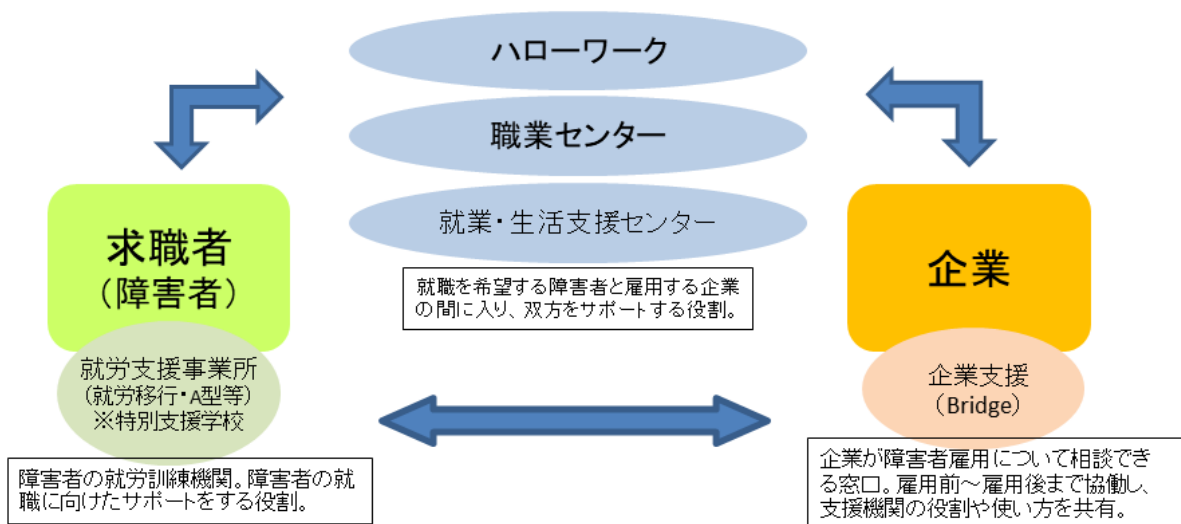 ハローワーク
職業センター
就業・生活支援センター
就職を希望する障害者と雇用する企業
の間に入り、双方をサポートする役割。
求職者
（障害者）
就労支援事業所
（就労移行・A型等）
※特別支援学校
障害者の就労訓練機関。障害者の就
職に向けたサポートをする役割。
企業
企業支援
（Bridge）
企業が障害者雇用について相談でき
る窓口。雇用前～雇用後まで協働し、
支援機関の役割や使い方を共有。